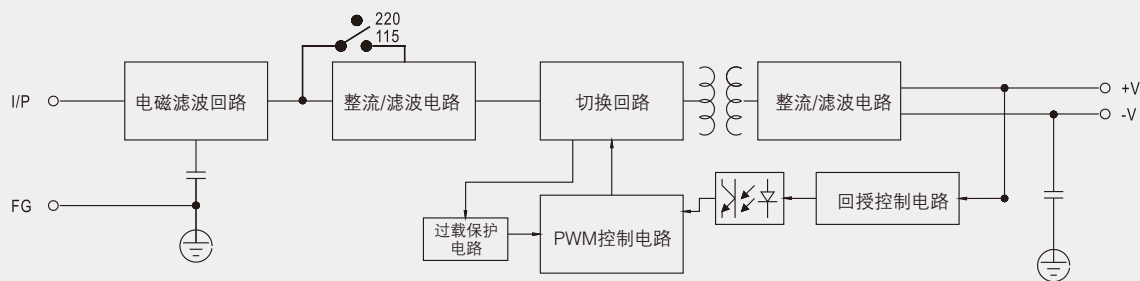 220
115
I/P
电磁滤波回路
整流/滤波电路
切换回路
整流/滤波电路
+V
-V
FG
过载保护
电路
PWM控制电路
回授控制电路